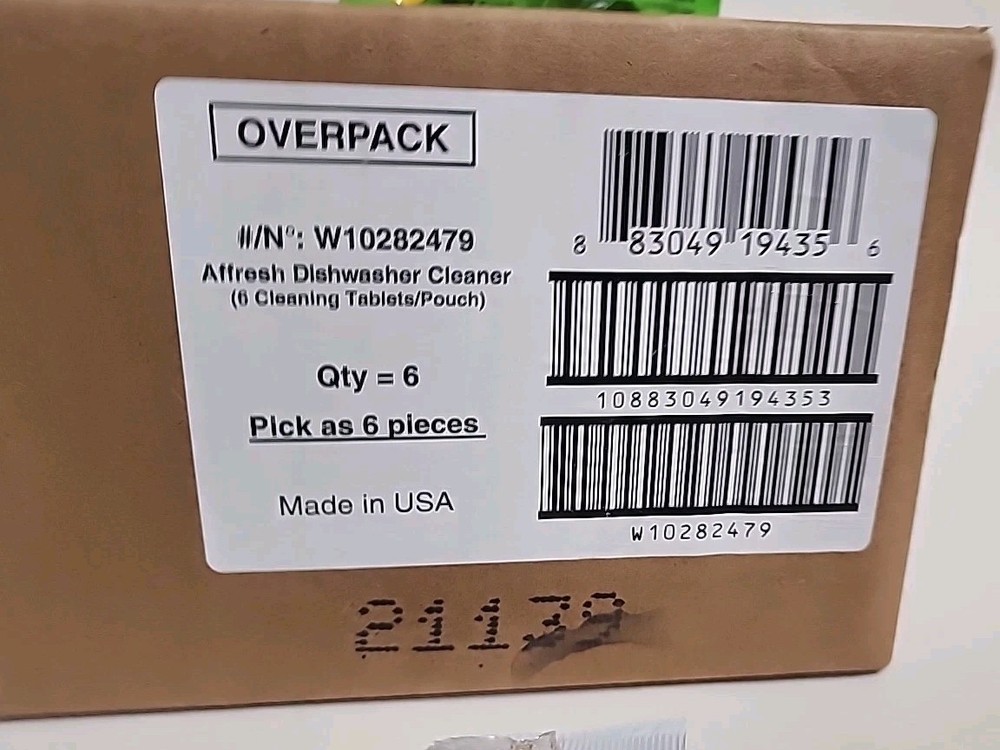 OVERPACK
#/Nº: W10282479
Affresh Dishwasher Cleaner
(6 Cleaning Tablets/Pouch)
Qty = 6
Pick as 6 pieces
Made in USA
8 83049 19435 6
10883049194353
W10282479